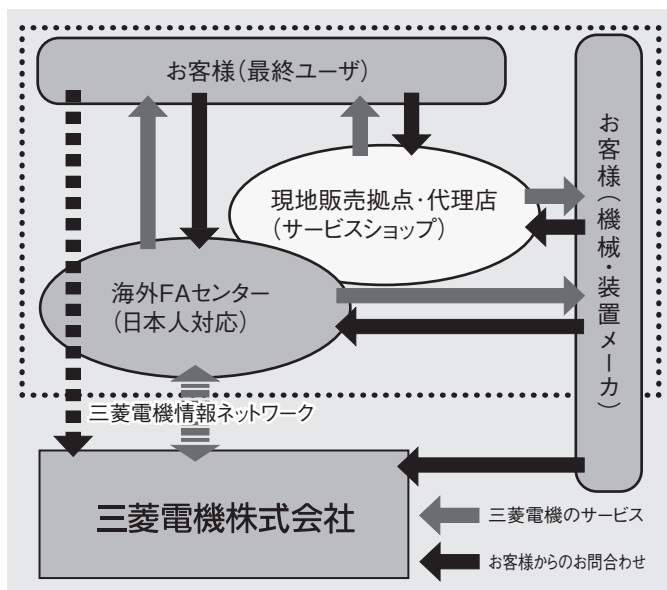 お客様（最終ユーザ）
お客様（機械・装置メーカ）
現地販売拠点・代理店
（サービスショップ）
海外FAセンター
（日本人対応）
三菱電機情報ネットワーク
三菱電機株式会社
三菱電機のサービス
お客様からのお問合わせ